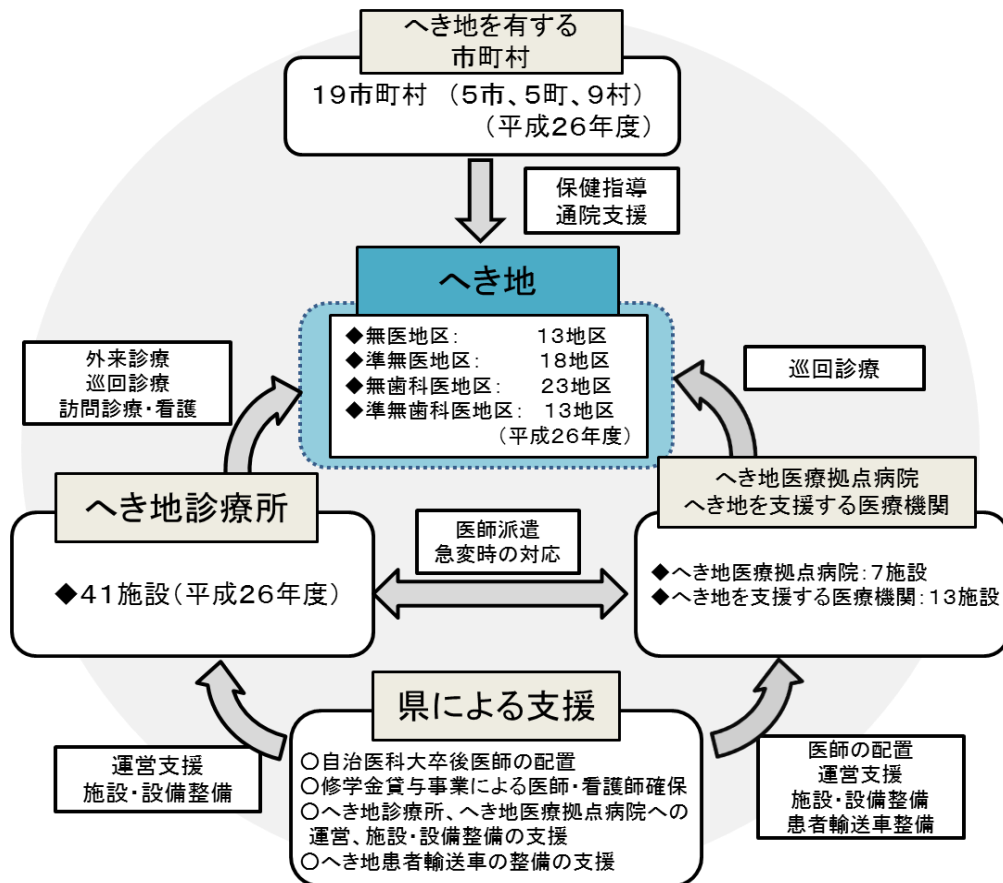 へき地を有する
市町村
19市町村 (5市、5町、9村)
(平成26年度)
保健指導
通院支援
へき地
◆無医地区: 13地区
◆準無医地区: 18地区
◆無歯科医地区: 23地区
◆準無歯科医地区: 13地区
(平成26年度)
外来診療
巡回診療
訪問診療・看護
巡回診療
へき地診療所
◆41施設(平成26年度)
医師派遣
急変時の対応
へき地医療拠点病院
へき地を支援する医療機関
◆へき地医療拠点病院:7施設
◆へき地を支援する医療機関:13施設
県による支援
○自治医科大卒後医師の配置
○修学金貸与事業による医師・看護師確保
○へき地診療所、へき地医療拠点病院への
運営、施設・設備整備の支援
○へき地患者輸送車の整備の支援
運営支援
施設・設備整備
医師の配置
運営支援
施設・設備整備
患者輸送車整備